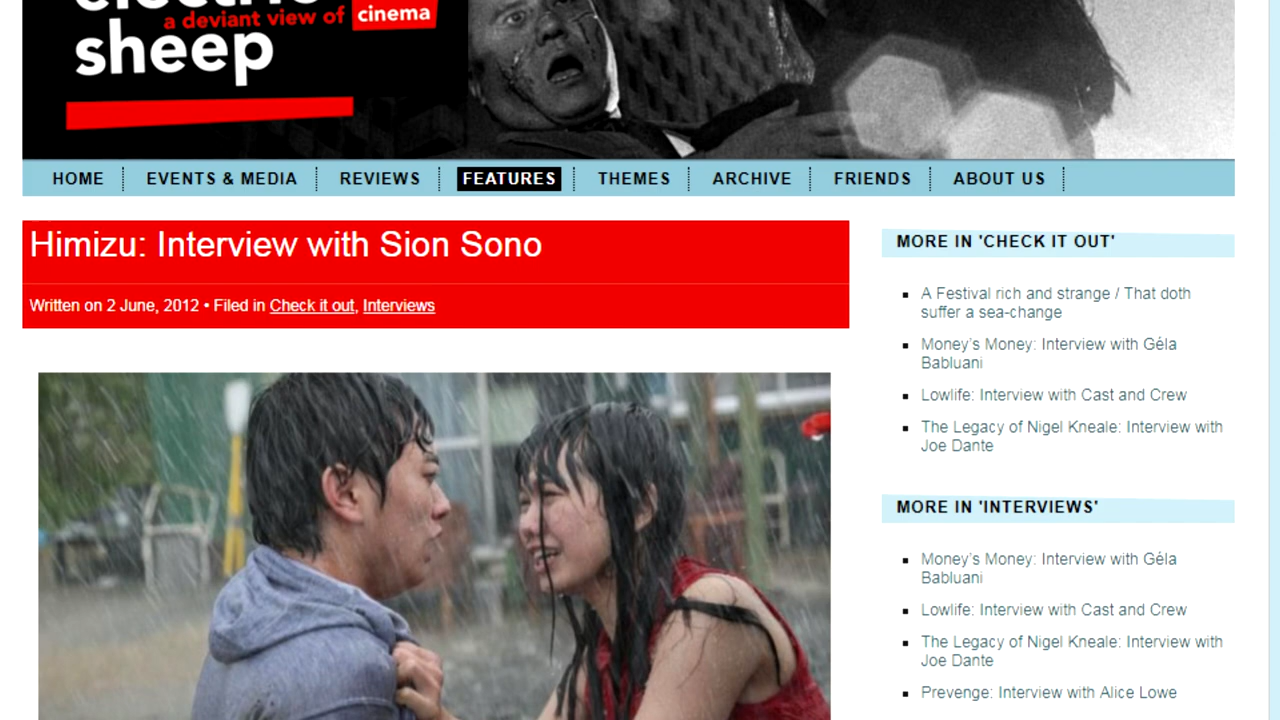 a deviant view of cinema
sheep
HOME
EVENTS & MEDIA
REVIEWS
FEATURES
THEMES
ARCHIVE
FRIENDS
ABOUT US
Himizu: Interview with Sion Sono
Written on 2 June, 2012 • Filed in Check it out, Interviews
MORE IN 'CHECK IT OUT'
A Festival rich and strange / That doth
suffer a sea-change
Money's Money: Interview with Géla
Babluani
Lowlife: Interview with Cast and Crew
The Legacy of Nigel Kneale: Interview with
Joe Dante
MORE IN 'INTERVIEWS'
Money's Money: Interview with Géla
Babluani
Lowlife: Interview with Cast and Crew
The Legacy of Nigel Kneale: Interview with
Joe Dante
Prevenge: Interview with Alice Lowe